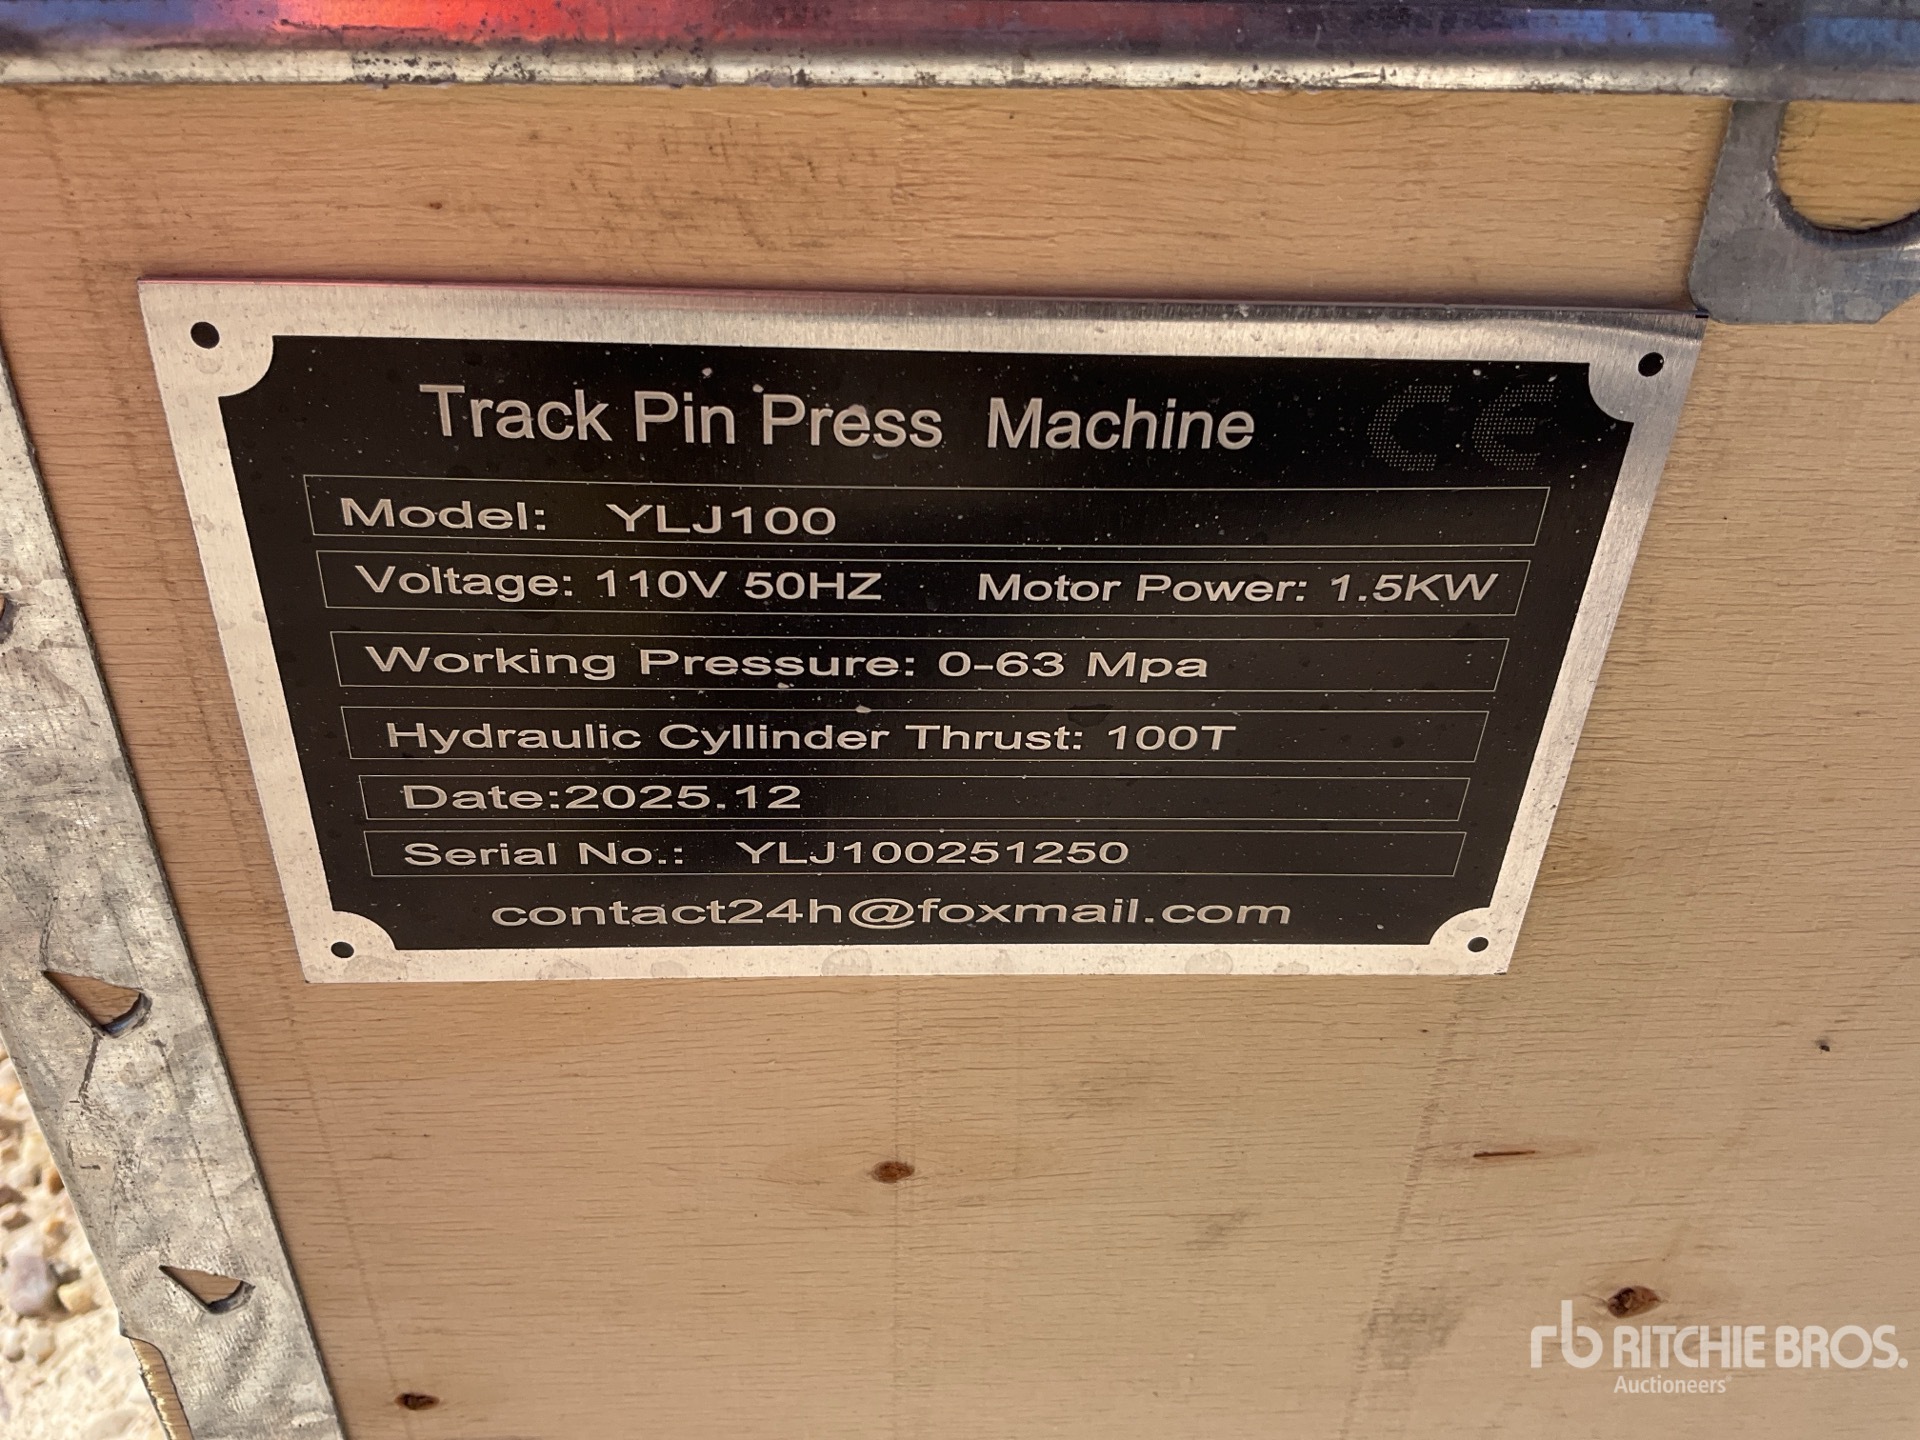 Track Pin Press Machine CE
Model: YLJ100
Voltage: 110V 50HZ Motor Power: 1.5KW
Working Pressure: 0-63 Mpa
Hydraulic Cyllinder Thrust: 100T
Date:2025.12
Serial No.: YLJ100251250
contact24h@foxmail.com
rb RITCHIE BROS.
Auctioneers